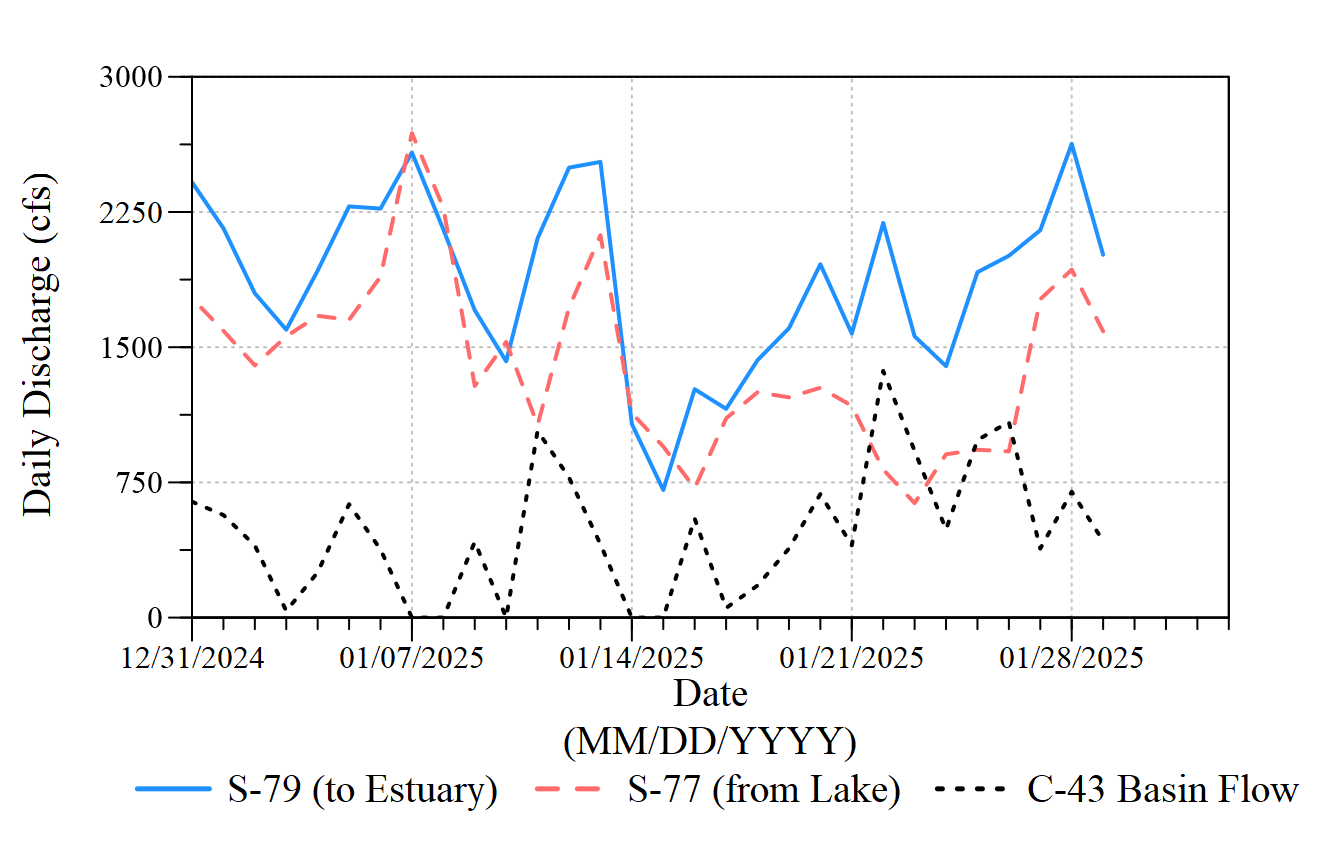 3000
2250
1500
750
0
Daily Discharge (cfs)
12/31/2024 01/07/2025 01/14/2025 01/21/2025 01/28/2025
Date
(MM/DD/YYYY)
S-79 (to Estuary) S-77 (from Lake) C-43 Basin Flow